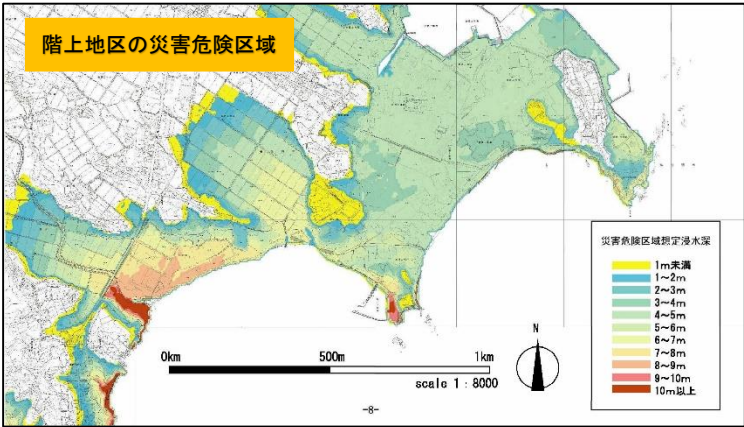 階上地区の災害危険区域
災害危険区域想定浸水深
1m未満
1～2m
2～3m
3～4m
4～5m
5～6m
6～7m
7～8m
8～9m
9～10m
10m以上
N
0km 500m 1km
scale 1 : 8000
-8-